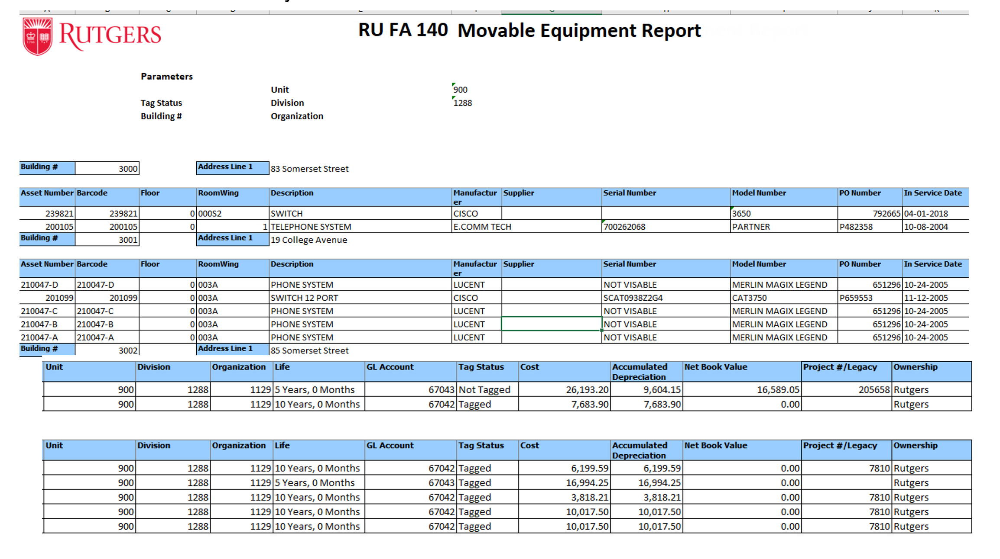 RUTGERS
1766
RU FA 140 Movable Equipment Report
Parameters
Unit 900
Tag Status Division 1288
Building # Organization
Building # 3000 Address Line 1 83 Somerset Street
Asset Number Barcode Floor RoomWing Description Manufacturer Supplier Serial Number Model Number PO Number In Service Date
239821 239821 0 000S2 SWITCH CISCO 3650 792665 04-01-2018
200105 200105 0 1 TELEPHONE SYSTEM E.COMM TECH 700262068 PARTNER P482358 10-08-2004
Building # 3001 Address Line 1 19 College Avenue
Asset Number Barcode Floor RoomWing Description Manufacturer Supplier Serial Number Model Number PO Number In Service Date
210047-D 210047-D 0 003A PHONE SYSTEM LUCENT NOT VISABLE MERLIN MAGIX LEGEND 651296 10-24-2005
201099 201099 0 003A SWITCH 12 PORT CISCO SCAT0938Z2G4 CAT3750 P659553 11-12-2005
210047-C 210047-C 0 003A PHONE SYSTEM LUCENT NOT VISABLE MERLIN MAGIX LEGEND 651296 10-24-2005
210047-B 210047-B 0 003A PHONE SYSTEM LUCENT NOT VISABLE MERLIN MAGIX LEGEND 651296 10-24-2005
210047-A 210047-A 0 003A PHONE SYSTEM LUCENT NOT VISABLE MERLIN MAGIX LEGEND 651296 10-24-2005
Building # 3002 Address Line 1 85 Somerset Street
Unit Division Organization Life GL Account Tag Status Cost Accumulated Depreciation Net Book Value Project #/Legacy Ownership
900 1288 1129 5 Years, 0 Months 67043 Not Tagged 26,193.20 9,604.15 16,589.05 205658 Rutgers
900 1288 1129 10 Years, 0 Months 67042 Tagged 7,683.90 7,683.90 0.00 Rutgers
Unit Division Organization Life GL Account Tag Status Cost Accumulated Depreciation Net Book Value Project #/Legacy Ownership
900 1288 1129 10 Years, 0 Months 67042 Tagged 6,199.59 6,199.59 0.00 7810 Rutgers
900 1288 1129 5 Years, 0 Months 67043 Tagged 16,994.25 16,994.25 0.00 Rutgers
900 1288 1129 10 Years, 0 Months 67042 Tagged 3,818.21 3,818.21 0.00 7810 Rutgers
900 1288 1129 10 Years, 0 Months 67042 Tagged 10,017.50 10,017.50 0.00 7810 Rutgers
900 1288 1129 10 Years, 0 Months 67042 Tagged 10,017.50 10,017.50 0.00 7810 Rutgers